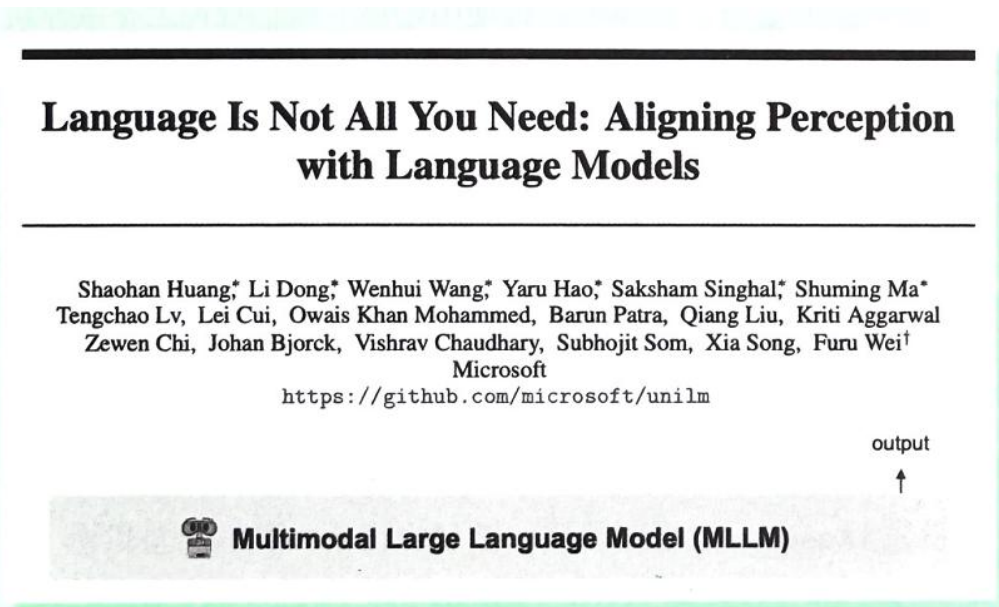 Language Is Not All You Need: Aligning Perception
with Language Models
Shaohan Huang,* Li Dong,* Wenhui Wang,* Yaru Hao,* Saksham Singhal,* Shuming Ma*
Tengchao Lv, Lei Cui, Owais Khan Mohammed, Barun Patra, Qiang Liu, Kriti Aggarwal
Zewen Chi, Johan Bjorck, Vishrav Chaudhary, Subhojit Som, Xia Song, Furu Wei†
Microsoft
https://github.com/microsoft/unilm
output
Multimodal Large Language Model (MLLM)